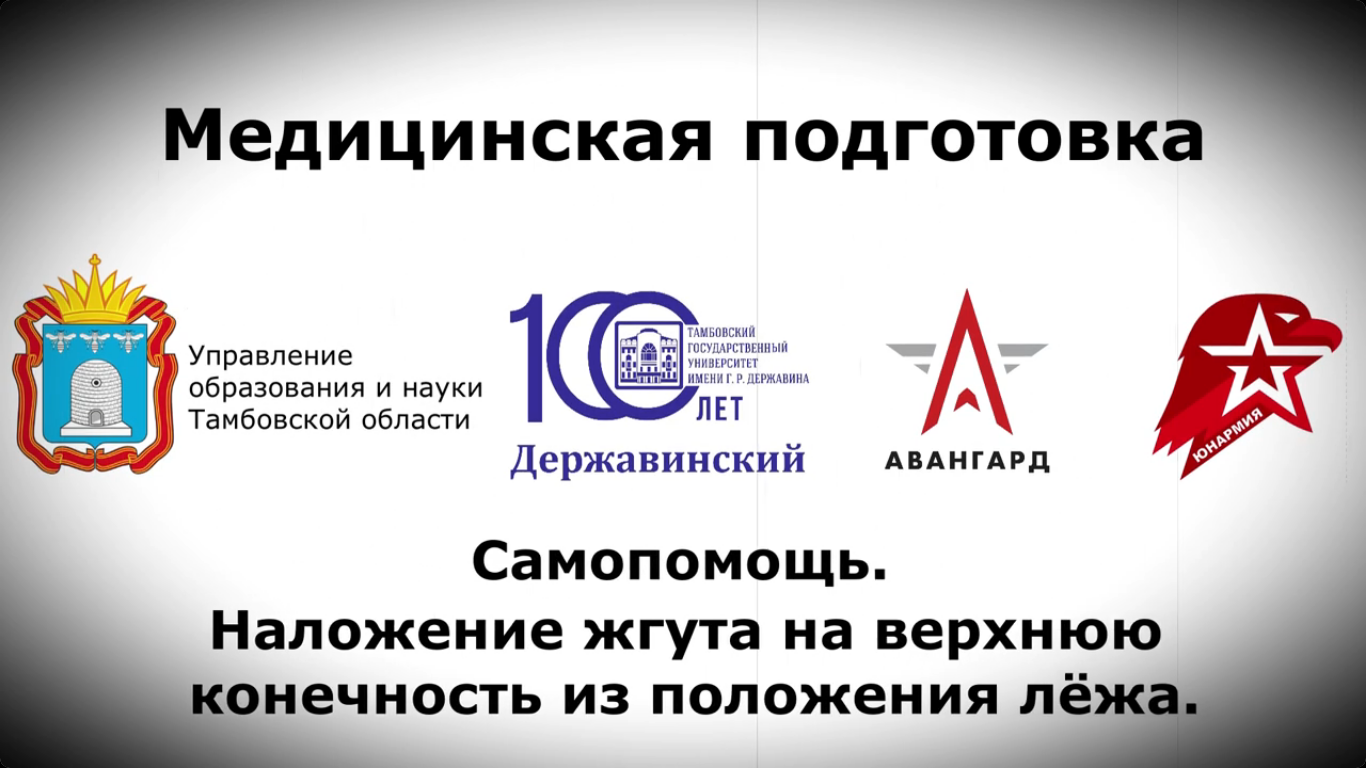 Медицинская подготовка
Управление
образования и науки
Тамбовской области
100
ТАМБОВСКИЙ
ГОСУДАРСТВЕННЫЙ
УНИВЕРСИТЕТ
ИМЕНИ Г. Р. ДЕРЖАВИНА
ЛЕТ
Державинский
АВАНГАРД
ЮНАРМИЯ
Самопомощь.
Наложение жгута на верхнюю
конечность из положения лёжа.